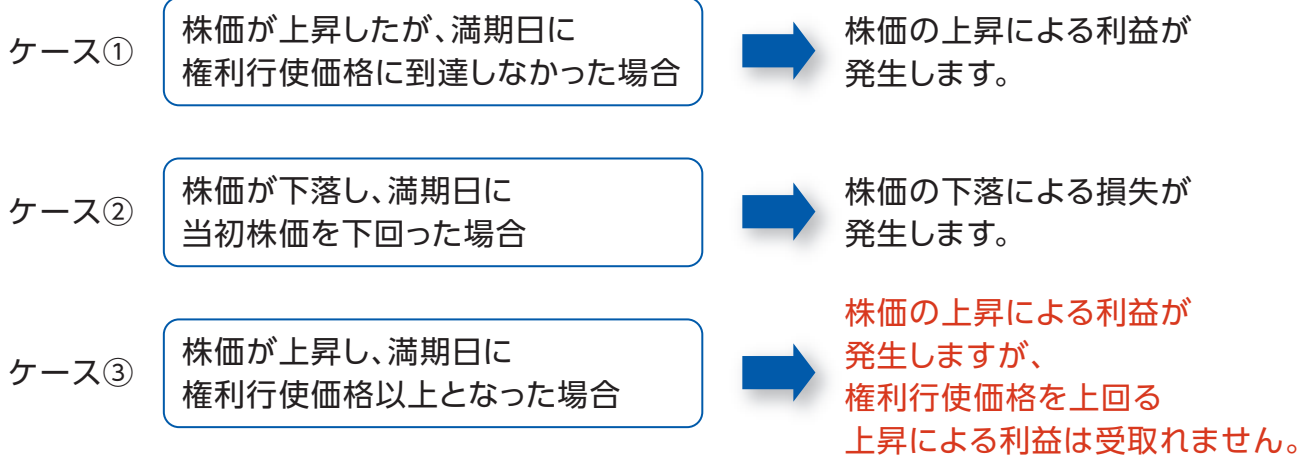 ケース①
株価が上昇したが、満期日に
権利行使価格に到達しなかった場合
株価の上昇による利益が
発生します。
ケース②
株価が下落し、満期日に
当初株価を下回った場合
株価の下落による損失が
発生します。
ケース③
株価が上昇し、満期日に
権利行使価格以上となった場合
株価の上昇による利益が
発生しますが、
権利行使価格を上回る
上昇による利益は受取れません。